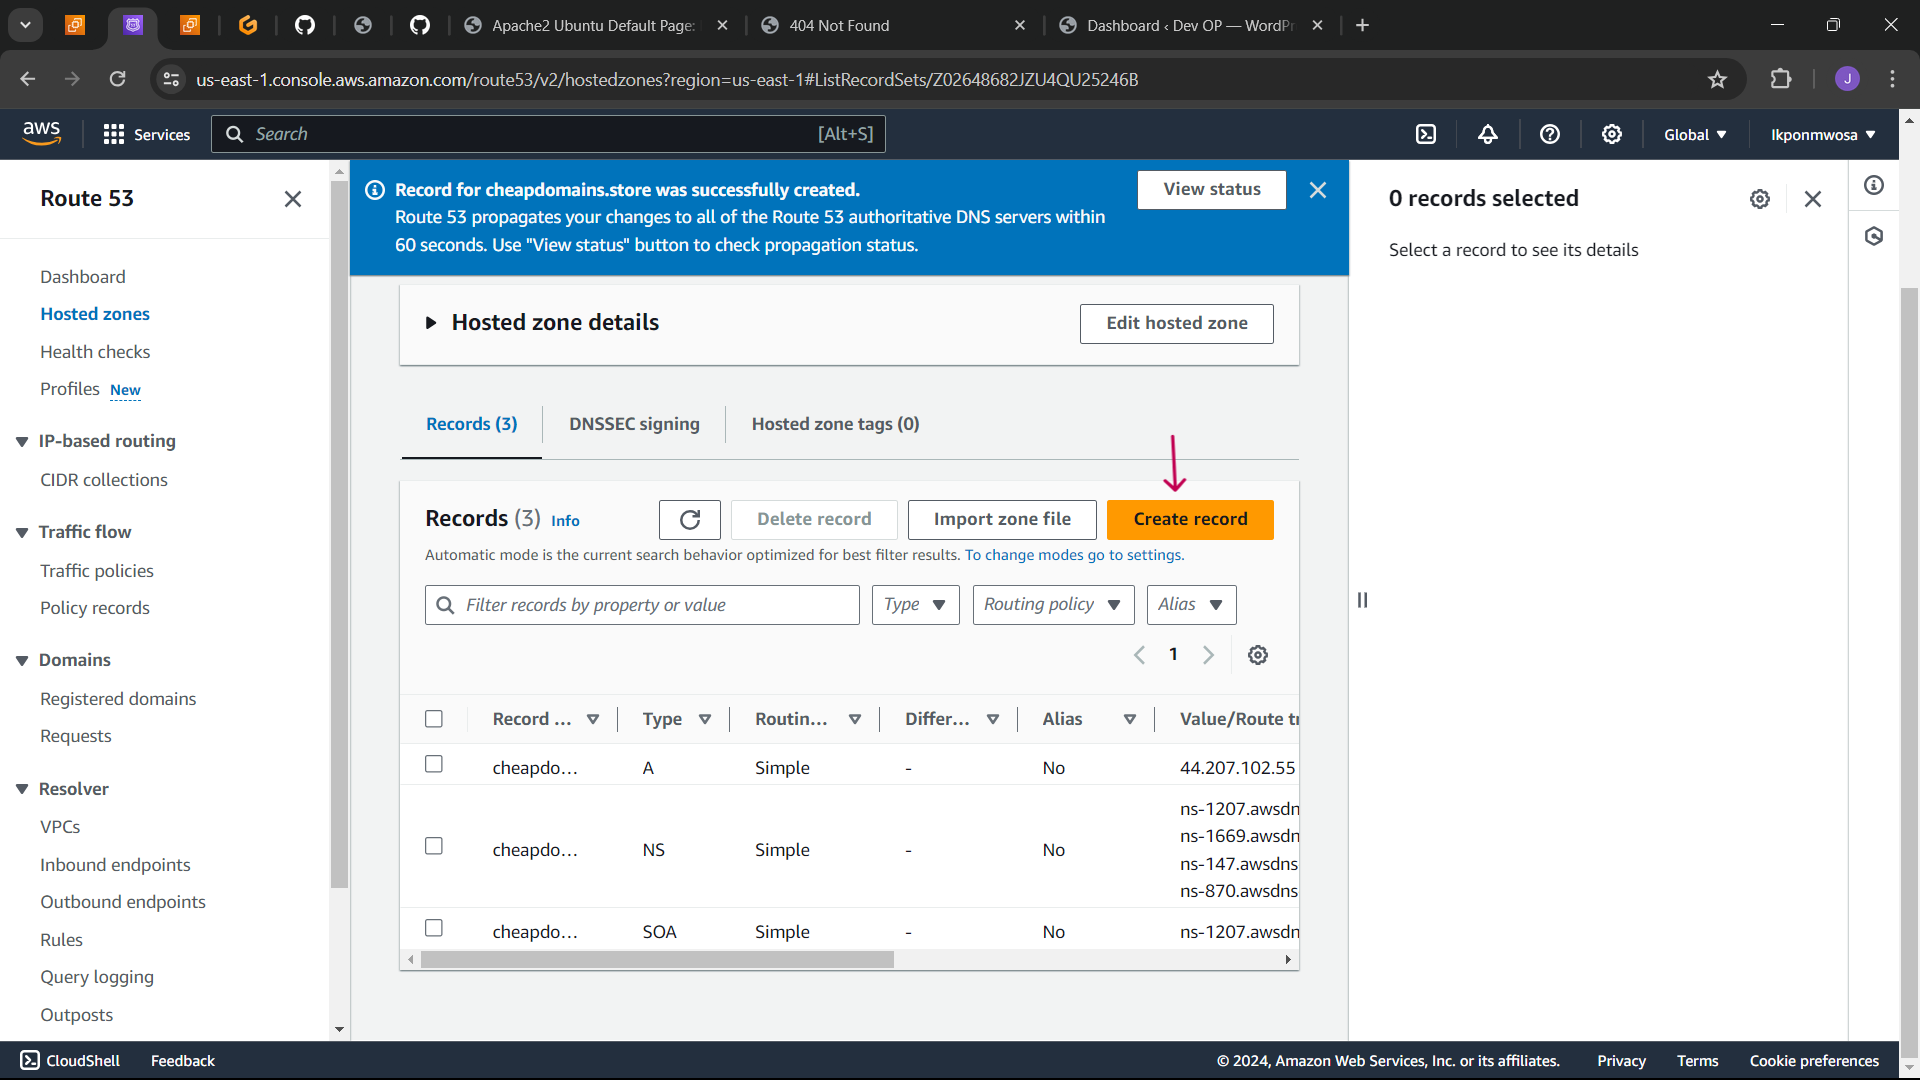 Apache2 Ubuntu Default Page:
404 Not Found
Dashboard ‹ Dev OP — WordPr
us-east-1.console.aws.amazon.com/route53/v2/hostedzones?region=us-east-1#ListRecordSets/Z02648682JZU4QU25246B
J
aws
Services
Search
[Alt+S]
Global
Ikponmwosa
Route 53
Dashboard
Hosted zones
Health checks
Profiles New
IP-based routing
CIDR collections
Traffic flow
Traffic policies
Policy records
Domains
Registered domains
Requests
Resolver
VPCs
Inbound endpoints
Outbound endpoints
Rules
Query logging
Outposts
Record for cheapdomains.store was successfully created.
Route 53 propagates your changes to all of the Route 53 authoritative DNS servers within
60 seconds. Use "View status" button to check propagation status.
View status
Hosted zone details
Edit hosted zone
Records (3)
DNSSEC signing
Hosted zone tags (0)
Records (3) Info
Delete record
Import zone file
Create record
Automatic mode is the current search behavior optimized for best filter results. To change modes go to settings.
Filter records by property or value
Type
Routing policy
Alias
1
Record ... Type Routin... Differ... Alias Value/Route tr
cheapdo... A Simple - No 44.207.102.55
cheapdo... NS Simple - No
ns-1207.awsdn
ns-1669.awsdn
ns-147.awsdns
ns-870.awsdns
cheapdo... SOA Simple - No ns-1207.awsdn
0 records selected
Select a record to see its details
CloudShell
Feedback
© 2024, Amazon Web Services, Inc. or its affiliates.
Privacy
Terms
Cookie preferences